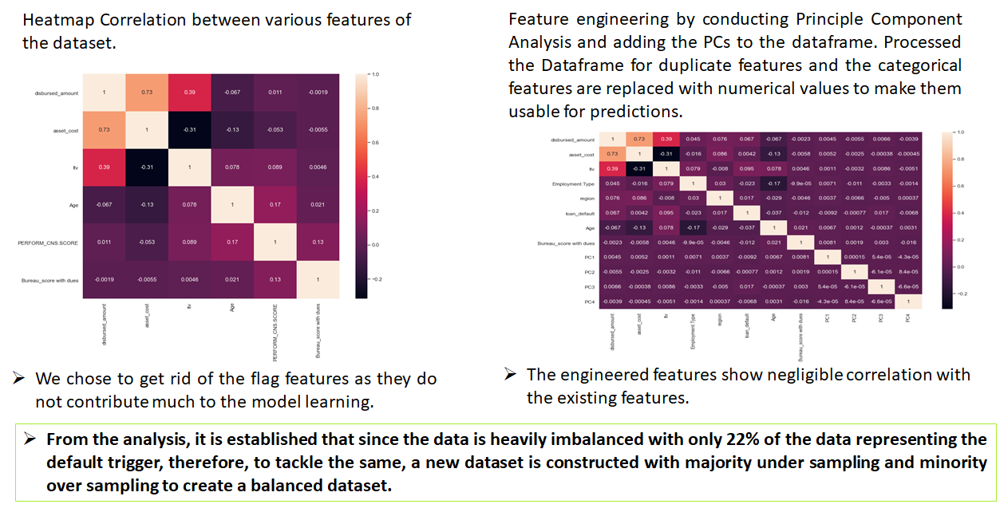 Heatmap Correlation between various features of
the dataset.
disbursed_amount 1 0.73 0.39 -0.067 0.011 -0.0019
asset_cost 0.73 1 -0.31 -0.13 -0.053 -0.0055
ltv 0.39 -0.31 1 0.078 0.089 0.0046
Age -0.067 -0.13 0.078 1 0.17 0.021
PERFORM_CNS.SCORE 0.011 -0.053 0.089 0.17 1 0.13
Bureau_score with dues -0.0019 -0.0055 0.0046 0.021 0.13 1
disbursed_amount asset_cost ltv Age PERFORM_CNS.SCORE Bureau_score with dues
1.0
0.8
0.6
0.4
0.2
0.0
-0.2
We chose to get rid of the flag features as they do
not contribute much to the model learning.
Feature engineering by conducting Principle Component
Analysis and adding the PCs to the dataframe. Processed
the Dataframe for duplicate features and the categorical
features are replaced with numerical values to make them
usable for predictions.
disbursed_amount 1 0.73 0.39 0.045 0.076 0.067 -0.067 -0.0023 0.0045 -0.0055 0.0066 -0.0039
asset_cost 0.73 1 -0.31 -0.016 0.086 0.0042 -0.13 -0.0058 0.0052 -0.0025 -0.00038 -0.00045
ltv 0.39 -0.31 1 0.079 -0.008 0.095 0.078 0.0046 0.0011 -0.0032 0.0086 -0.0051
Employment.Type 0.045 -0.016 0.079 1 0.03 -0.023 -0.17 -9.9e-05 0.0071 -0.011 -0.0033 -0.0014
region 0.076 0.086 -0.008 0.03 1 0.017 -0.029 -0.0046 0.0037 -0.0066 -0.005 0.00037
loan_default 0.067 0.0042 0.095 -0.023 0.017 1 -0.037 -0.012 -0.0092 -0.00077 0.017 -0.0068
Age -0.067 -0.13 0.078 -0.17 -0.029 -0.037 1 0.021 0.0067 0.0012 -0.00037 0.0031
Bureau_score with dues -0.0023 -0.0058 0.0046 -9.9e-05 -0.0046 -0.012 0.021 1 0.0081 0.0019 0.003 -0.016
PC1 0.0045 0.0052 0.0011 0.0071 0.0037 -0.0092 0.0067 0.0081 1 0.00015 5.4e-05 -4.3e-05
PC2 -0.0055 -0.0025 -0.0032 -0.011 -0.0066 -0.00077 0.0012 0.0019 0.00015 1 -6.1e-05 8.4e-05
PC3 0.0066 -0.00038 0.0086 -0.0033 -0.005 0.017 -0.00037 0.003 5.4e-05 -6.1e-05 1 -6.6e-05
PC4 -0.0039 -0.00045 -0.0051 -0.0014 0.00037 -0.0068 0.0031 -0.016 -4.3e-05 8.4e-05 -6.6e-05 1
disbursed_amount asset_cost ltv Employment.Type region loan_default Age Bureau_score with dues PC1 PC2 PC3 PC4
1.0
0.8
0.6
0.4
0.2
0.0
-0.2
The engineered features show negligible correlation with
the existing features.
From the analysis, it is established that since the data is heavily imbalanced with only 22% of the data representing the
default trigger, therefore, to tackle the same, a new dataset is constructed with majority under sampling and minority
over sampling to create a balanced dataset.